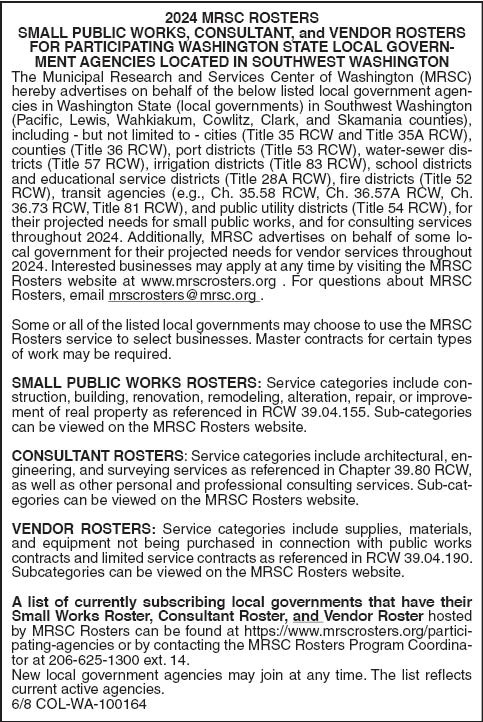 2024 MRSC ROSTERS
SMALL PUBLIC WORKS, CONSULTANT, and VENDOR ROSTERS
FOR PARTICIPATING WASHINGTON STATE LOCAL GOVERN-
MENT AGENCIES LOCATED IN SOUTHWEST WASHINGTON
The Municipal Research and Services Center of Washington (MRSC)
hereby advertises on behalf of the below listed local government agen-
cies in Washington State (local governments) in Southwest Washington
(Pacific, Lewis, Wahkiakum, Cowlitz, Clark, and Skamania counties),
including - but not limited to - cities (Title 35 RCW and Title 35A RCW),
counties (Title 36 RCW), port districts (Title 53 RCW), water-sewer dis-
tricts (Title 57 RCW), irrigation districts (Title 83 RCW), school districts
and educational service districts (Title 28A RCW), fire districts (Title 52
RCW), transit agencies (e.g., Ch. 35.58 RCW, Ch. 36.57A RCW, Ch.
36.73 RCW, Title 81 RCW), and public utility districts (Title 54 RCW), for
their projected needs for small public works, and for consulting services
throughout 2024. Additionally, MRSC advertises on behalf of some lo-
cal government for their projected needs for vendor services throughout
2024. Interested businesses may apply at any time by visiting the MRSC
Rosters website at www.mrscrosters.org . For questions about MRSC
Rosters, email mrscrosters@mrsc.org .
Some or all of the listed local governments may choose to use the MRSC
Rosters service to select businesses. Master contracts for certain types
of work may be required.
SMALL PUBLIC WORKS ROSTERS: Service categories include con-
struction, building, renovation, remodeling, alteration, repair, or improve-
ment of real property as referenced in RCW 39.04.155. Sub-categories
can be viewed on the MRSC Rosters website.
CONSULTANT ROSTERS: Service categories include architectural, en-
gineering, and surveying services as referenced in Chapter 39.80 RCW,
as well as other personal and professional consulting services. Sub-cat-
egories can be viewed on the MRSC Rosters website.
VENDOR ROSTERS: Service categories include supplies, materials,
and equipment not being purchased in connection with public works
contracts and limited service contracts as referenced in RCW 39.04.190.
Subcategories can be viewed on the MRSC Rosters website.
A list of currently subscribing local governments that have their
Small Works Roster, Consultant Roster, and Vendor Roster hosted
by MRSC Rosters can be found at https://www.mrscrosters.org/partici-
pating-agencies or by contacting the MRSC Rosters Program Coordina-
tor at 206-625-1300 ext. 14.
New local government agencies may join at any time. The list reflects
current active agencies.
6/8 COL-WA-100164